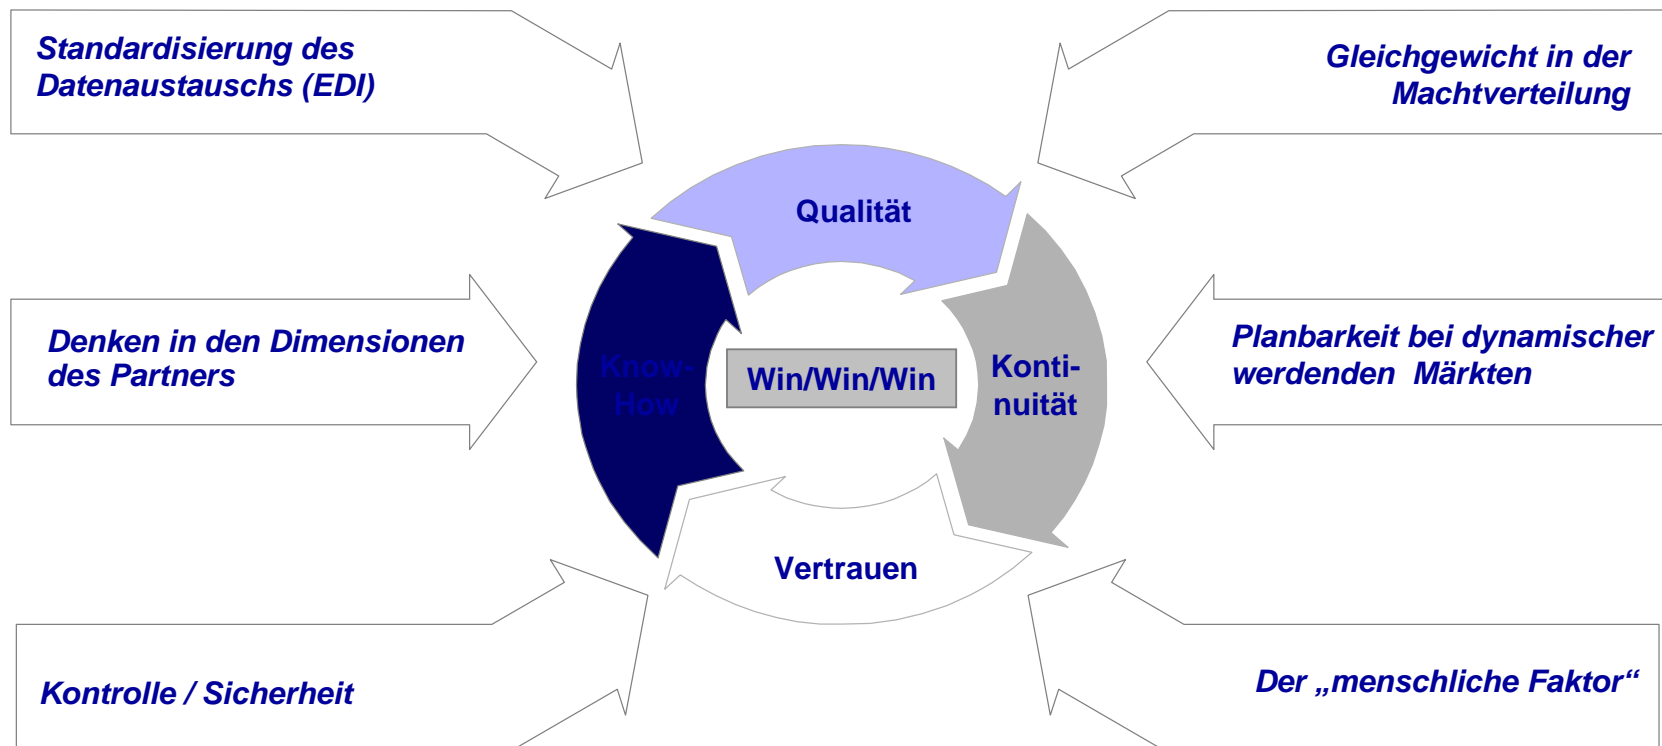 Standardisierung des
Datenaustauschs (EDI)
Gleichgewicht in der
Machtverteilung
Qualität
Denken in den Dimensionen
des Partners
Know-
How
Win/Win/Win
Konti-
nuität
Planbarkeit bei dynamischer
werdenden  Märkten
Vertrauen
Kontrolle / Sicherheit
Der „menschliche Faktor“